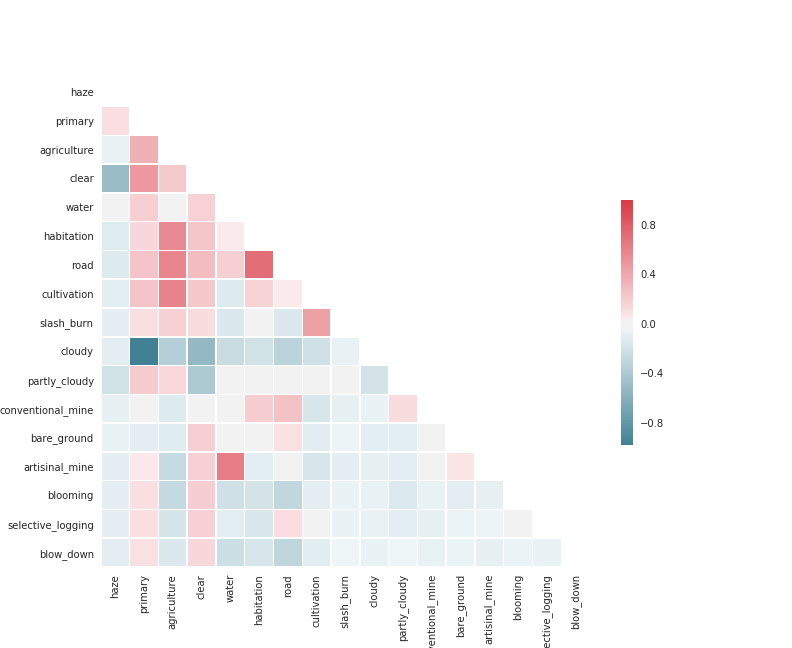 haze
primary
agriculture
clear
water
habitation
road
cultivation
slash_burn
cloudy
partly_cloudy
conventional_mine
bare_ground
artisinal_mine
blooming
selective_logging
blow_down
haze
primary
agriculture
clear
water
habitation
road
cultivation
slash_burn
cloudy
partly_cloudy
ventional_mine
bare_ground
artisinal_mine
blooming
ective_logging
blow_down
0.8
0.4
0.0
−0.4
−0.8